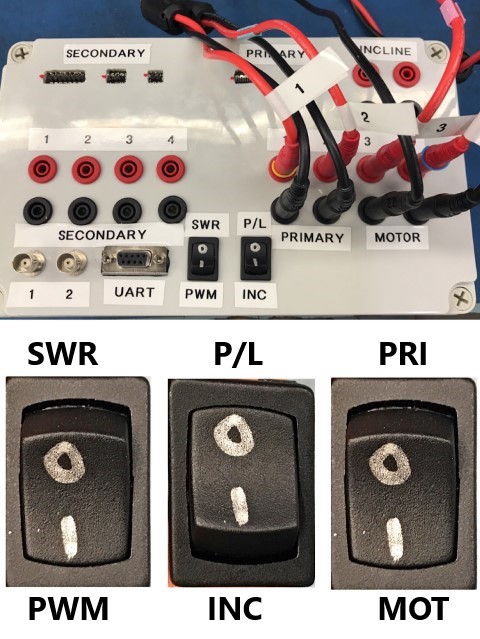 SECONDARY PRIMARY INCLINE
1
2
3
1 2 3 4 3
SWR P/L
SECONDARY PRIMARY MOTOR
1 2 UART PWM INC
SWR P/L PRI
PWM INC MOT